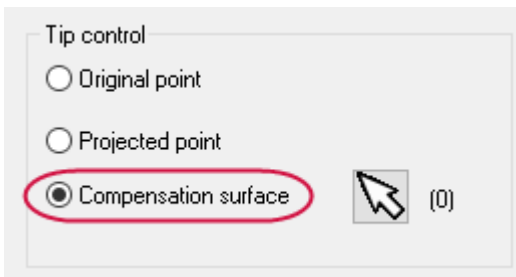 Tip control
Original point
Projected point
Compensation surface (0)